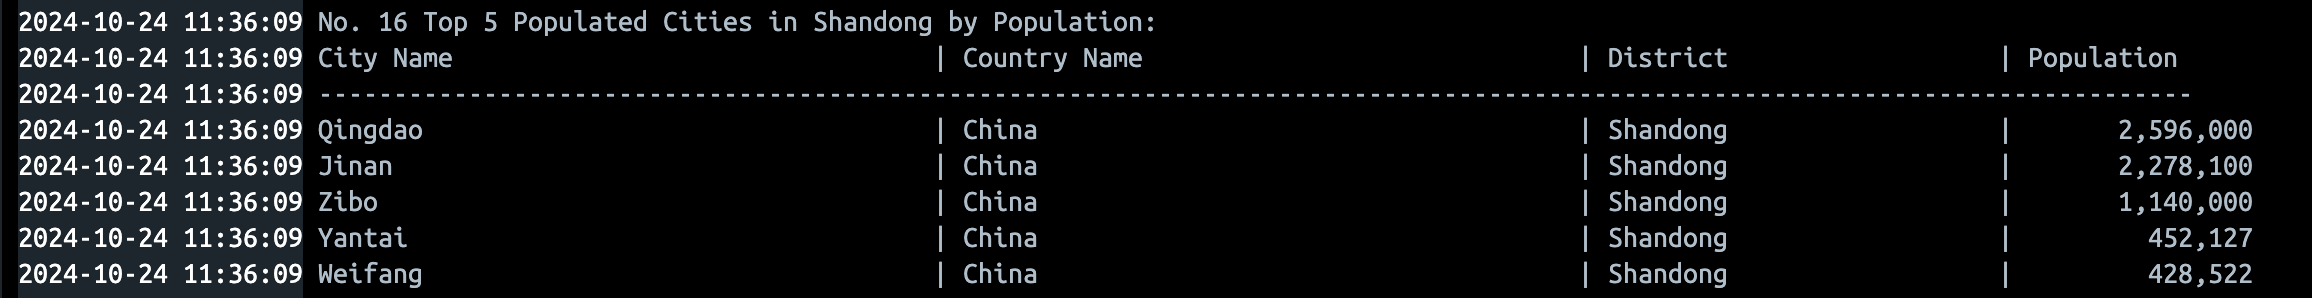 2024-10-24 11:36:09 No. 16 Top 5 Populated Cities in Shandong by Population:
2024-10-24 11:36:09 City Name | Country Name | District | Population
2024-10-24 11:36:09 -----------------------------------------------------------------------------------------------------------------------------
2024-10-24 11:36:09 Qingdao | China | Shandong | 2,596,000
2024-10-24 11:36:09 Jinan | China | Shandong | 2,278,100
2024-10-24 11:36:09 Zibo | China | Shandong | 1,140,000
2024-10-24 11:36:09 Yantai | China | Shandong | 452,127
2024-10-24 11:36:09 Weifang | China | Shandong | 428,522